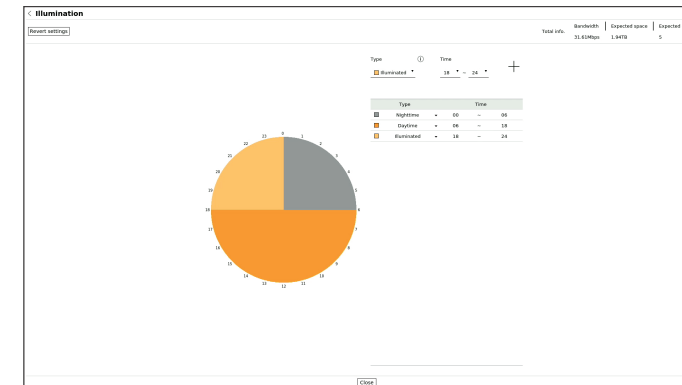 < Illumination
Revert settings
Total info.
Bandwidth Expected space Expected
31.61Mbps 1.94TB 5
Type ⓘ Time
Illuminated 18 ~ 24 +
Type Time
Nighttime 00 ~ 06
Daytime 06 ~ 18
Illuminated 18 ~ 24
0
1
2
3
4
5
6
7
8
9
10
11
12
13
14
15
16
17
18
19
20
21
22
23
Close